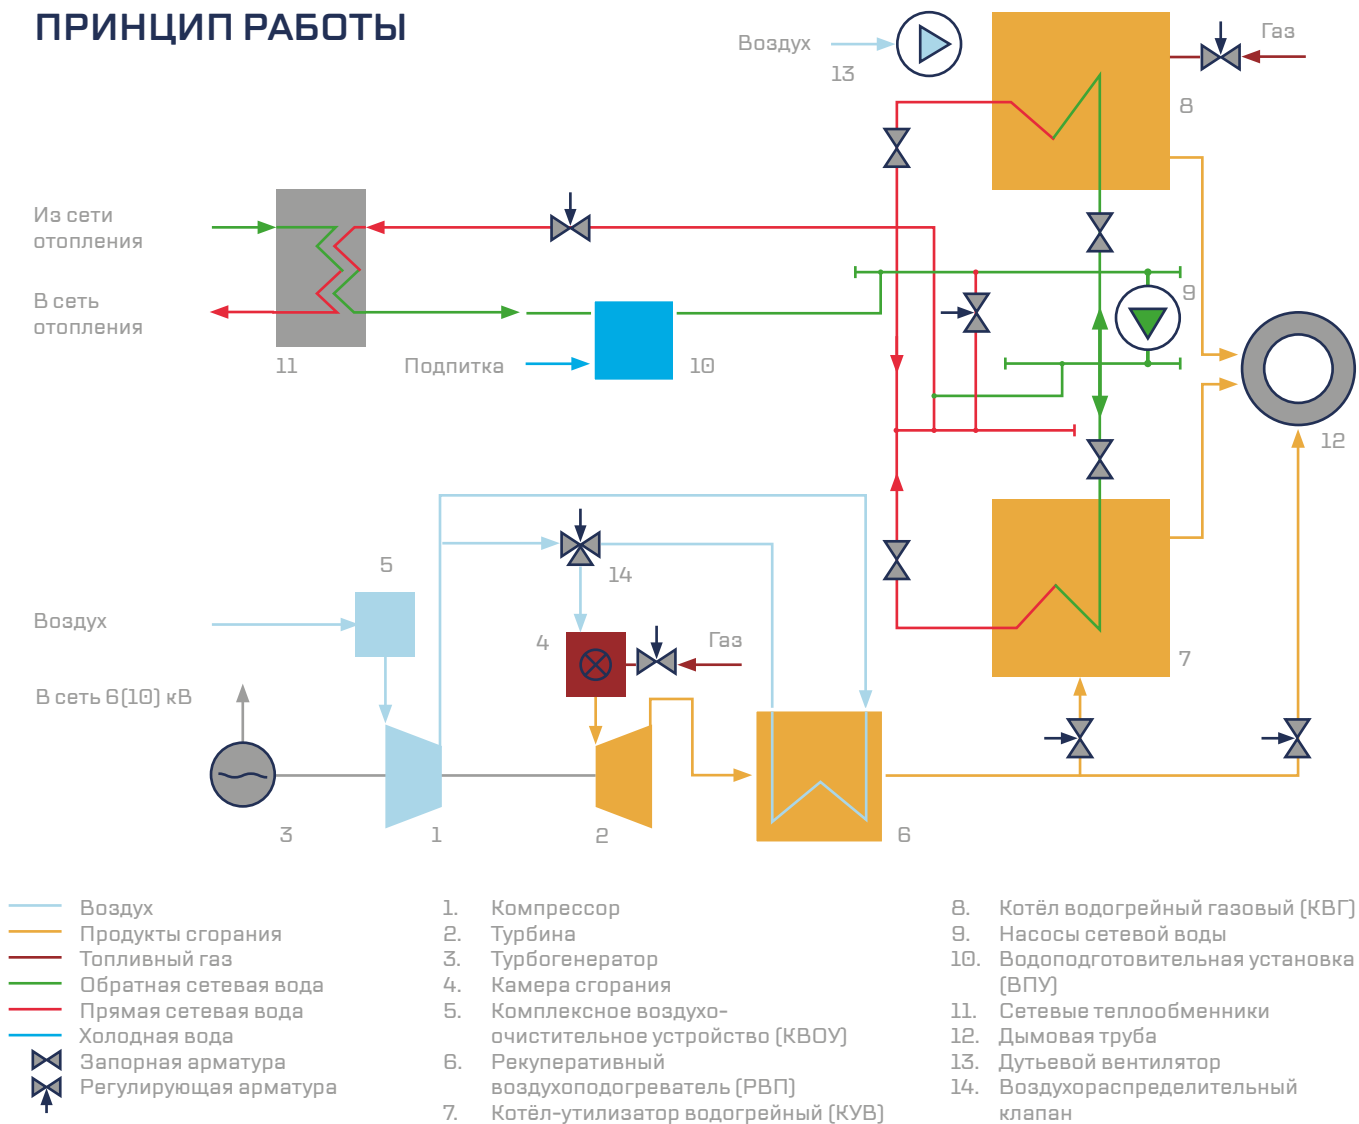 ПРИНЦИП РАБОТЫ
Воздух
13
Газ
8
Из сети
отопления
В сеть
отопления
11
Подпитка
10
9
12
5
14
Воздух
4
Газ
7
В сеть 6(10) кВ
3
1
2
6
Воздух
Продукты сгорания
Топливный газ
Обратная сетевая вода
Прямая сетевая вода
Холодная вода
Запорная арматура
Регулирующая арматура
1. Компрессор
2. Турбина
3. Турбогенератор
4. Камера сгорания
5. Комплексное воздухо-
очистительное устройство (КВОУ)
6. Рекуперативный
воздухоподогреватель (РВП)
7. Котёл-утилизатор водогрейный (КУВ)
8. Котёл водогрейный газовый (КВГ)
9. Насосы сетевой воды
10. Водоподготовительная установка
(ВПУ)
11. Сетевые теплообменники
12. Дымовая труба
13. Дутьевой вентилятор
14. Воздухораспределительный
клапан